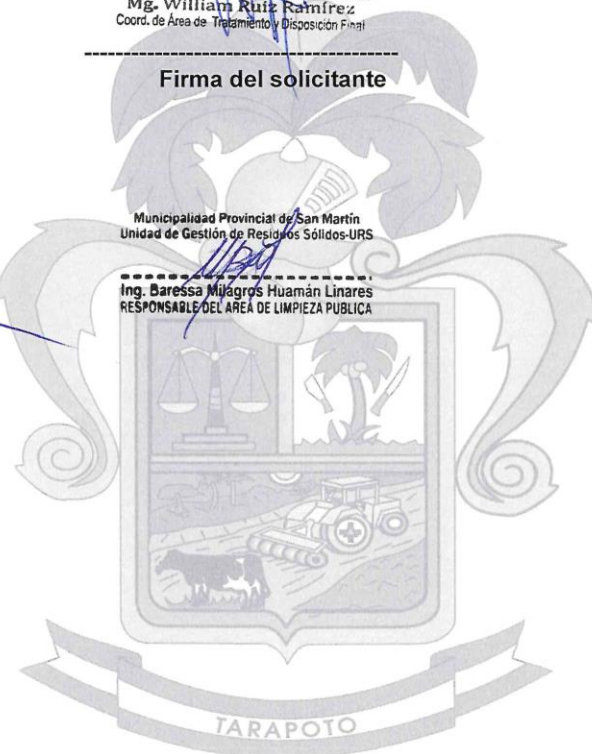 Mg. William Ruíz Ramírez
Coord. de Área de Tratamiento y Disposición Final
Firma del solicitante
Municipalidad Provincial de San Martín
Unidad de Gestión de Residuos Sólidos-URS
Ing. Baressa Milagros Huamán Linares
RESPONSABLE DEL AREA DE LIMPIEZA PUBLICA
TARAPOTO